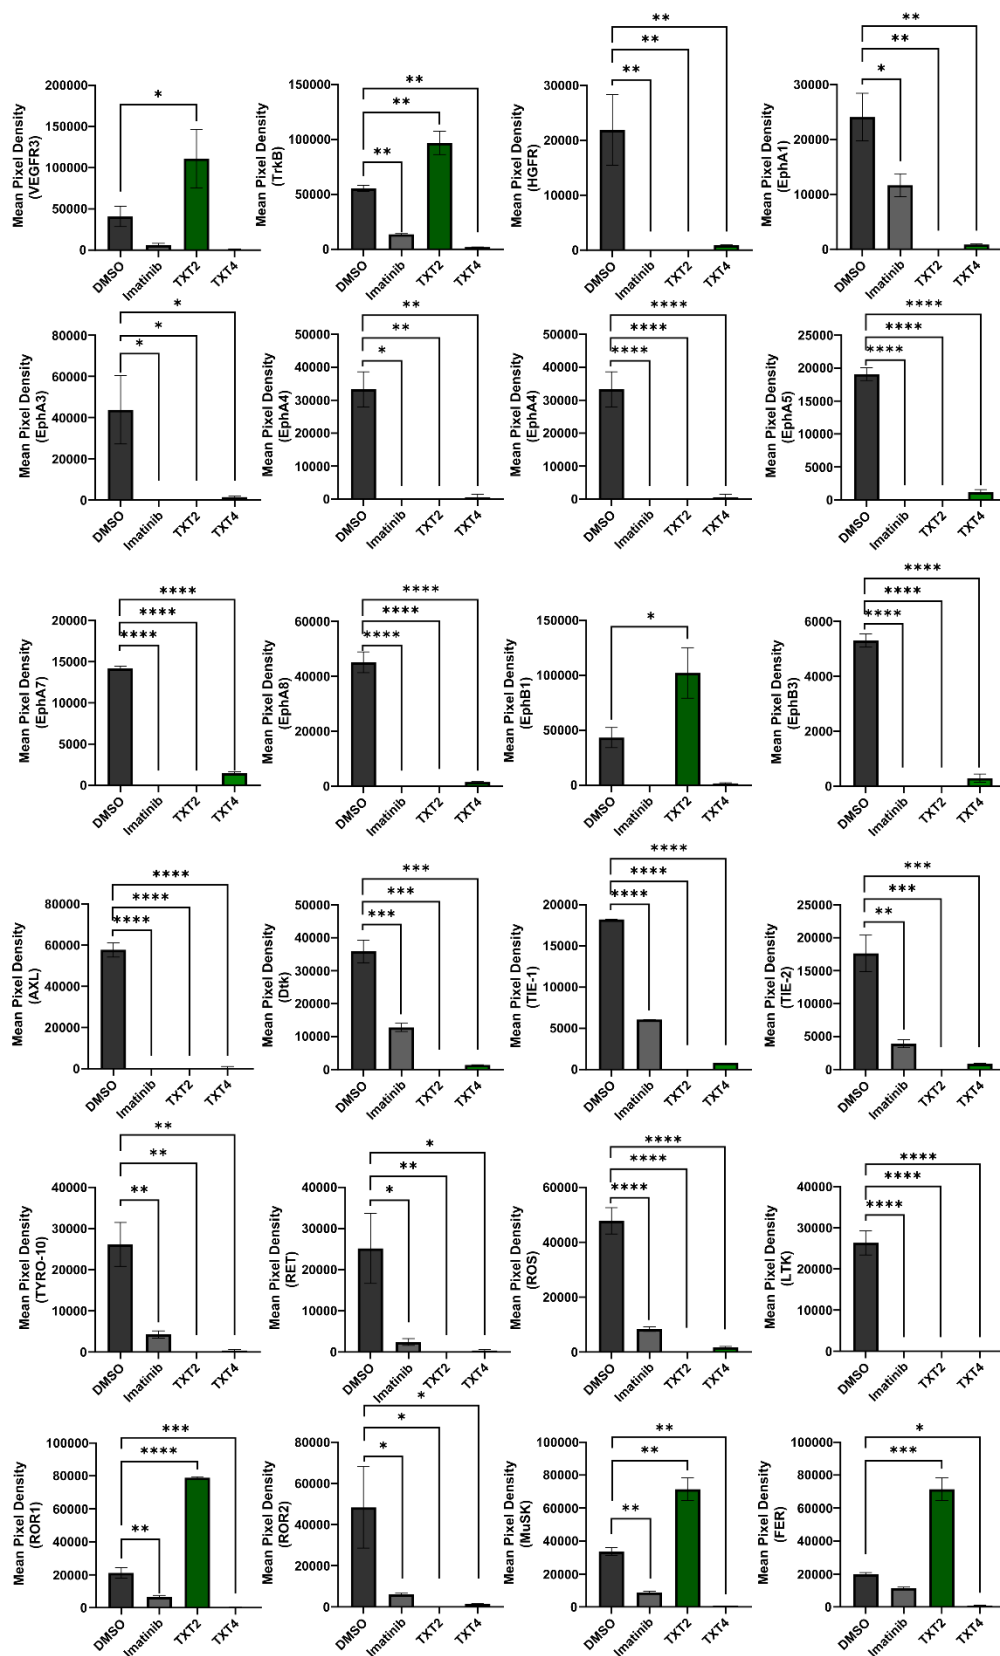 **
**
**
**
**
**
*
**
**
*
Mean Pixel Density
(VEGFR3)
200000
150000
100000
50000
0
DMSO
Imatinib
TXT2
TXT4
Mean Pixel Density
(TrkB)
150000
100000
50000
0
DMSO
Imatinib
TXT2
TXT4
Mean Pixel Density
(HGFR)
30000
20000
10000
0
DMSO
Imatinib
TXT2
TXT4
Mean Pixel Density
(EphA1)
30000
20000
10000
0
DMSO
Imatinib
TXT2
TXT4
*
*
*
Mean Pixel Density
(EphA3)
80000
60000
40000
20000
0
DMSO
Imatinib
TXT2
TXT4
**
**
*
Mean Pixel Density
(EphA4)
50000
40000
30000
20000
10000
0
DMSO
Imatinib
TXT2
TXT4
****
****
****
Mean Pixel Density
(EphA4)
50000
40000
30000
20000
10000
0
DMSO
Imatinib
TXT2
TXT4
****
****
****
Mean Pixel Density
(EphA5)
25000
20000
15000
10000
5000
0
DMSO
Imatinib
TXT2
TXT4
****
****
****
Mean Pixel Density
(EphA7)
20000
15000
10000
5000
0
DMSO
Imatinib
TXT2
TXT4
****
****
****
Mean Pixel Density
(EphA8)
60000
40000
20000
0
DMSO
Imatinib
TXT2
TXT4
*
Mean Pixel Density
(EphB1)
150000
100000
50000
0
DMSO
Imatinib
TXT2
TXT4
****
****
****
Mean Pixel Density
(EphB3)
6000
4000
2000
0
DMSO
Imatinib
TXT2
TXT4
****
****
****
Mean Pixel Density
(AXL)
80000
60000
40000
20000
0
DMSO
Imatinib
TXT2
TXT4
***
***
***
Mean Pixel Density
(Dtk)
50000
40000
30000
20000
10000
0
DMSO
Imatinib
TXT2
TXT4
****
****
****
Mean Pixel Density
(TIE-1)
20000
15000
10000
5000
0
DMSO
Imatinib
TXT2
TXT4
***
***
**
Mean Pixel Density
(TIE-2)
25000
20000
15000
10000
5000
0
DMSO
Imatinib
TXT2
TXT4
**
**
**
Mean Pixel Density
(TYRO-10)
40000
30000
20000
10000
0
DMSO
Imatinib
TXT2
TXT4
*
**
*
Mean Pixel Density
(RET)
40000
30000
20000
10000
0
DMSO
Imatinib
TXT2
TXT4
****
****
****
Mean Pixel Density
(ROS)
60000
40000
20000
0
DMSO
Imatinib
TXT2
TXT4
****
****
****
Mean Pixel Density
(LTK)
40000
30000
20000
10000
0
DMSO
Imatinib
TXT2
TXT4
***
****
**
Mean Pixel Density
(ROR1)
100000
80000
60000
40000
20000
0
DMSO
Imatinib
TXT2
TXT4
*
*
*
Mean Pixel Density
(ROR2)
80000
60000
40000
20000
0
DMSO
Imatinib
TXT2
TXT4
**
**
**
Mean Pixel Density
(MuSK)
100000
80000
60000
40000
20000
0
DMSO
Imatinib
TXT2
TXT4
*
***
Mean Pixel Density
(FER)
100000
80000
60000
40000
20000
0
DMSO
Imatinib
TXT2
TXT4